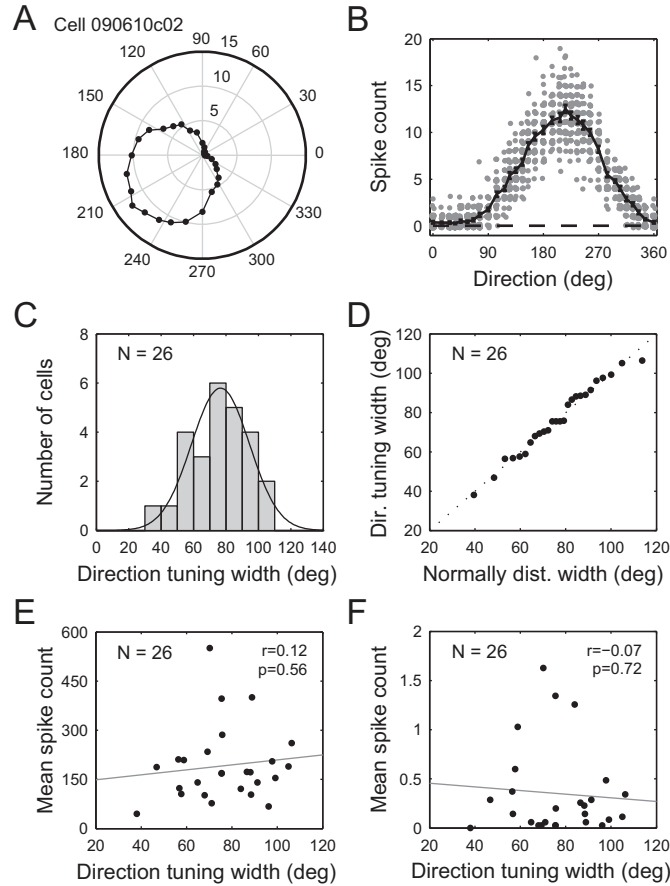 A
Cell 090610c02
90
15
120
60
10
150
30
5
180
0
210
330
240
300
270
B
20
15
10
5
0
Spike count
0
90
180
270
360
Direction (deg)
C
N = 26
8
6
4
2
0
Number of cells
0 20 40 60 80 100 120 140
Direction tuning width (deg)
D
N = 26
120
100
80
60
40
20
Dir. tuning width (deg)
20 40 60 80 100 120
Normally dist. width (deg)
E
N = 26
r=0.12
p=0.56
600
450
300
150
0
Mean spike count
20 40 60 80 100 120
Direction tuning width (deg)
F
N = 26
r=−0.07
p=0.72
2
1.5
1
0.5
0
Mean spike count
20 40 60 80 100 120
Direction tuning width (deg)